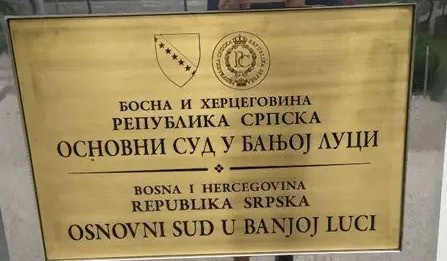 БОСНА И ХЕРЦЕГОВИНА
РЕПУБЛИКА СРПСКА
ОСНОВНИ СУД У БАЊОЈ ЛУЦИ
BOSNA I HERCEGOVINA
REPUBLIKA SRPSKA
OSNOVNI SUD U BANJOJ LUCI